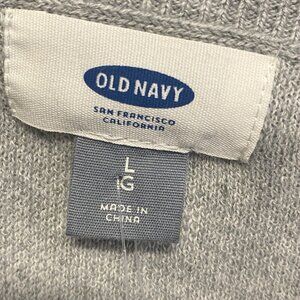 OLD NAVY
SAN FRANCISCO
CALIFORNIA
L
G
MADE IN
CHINA